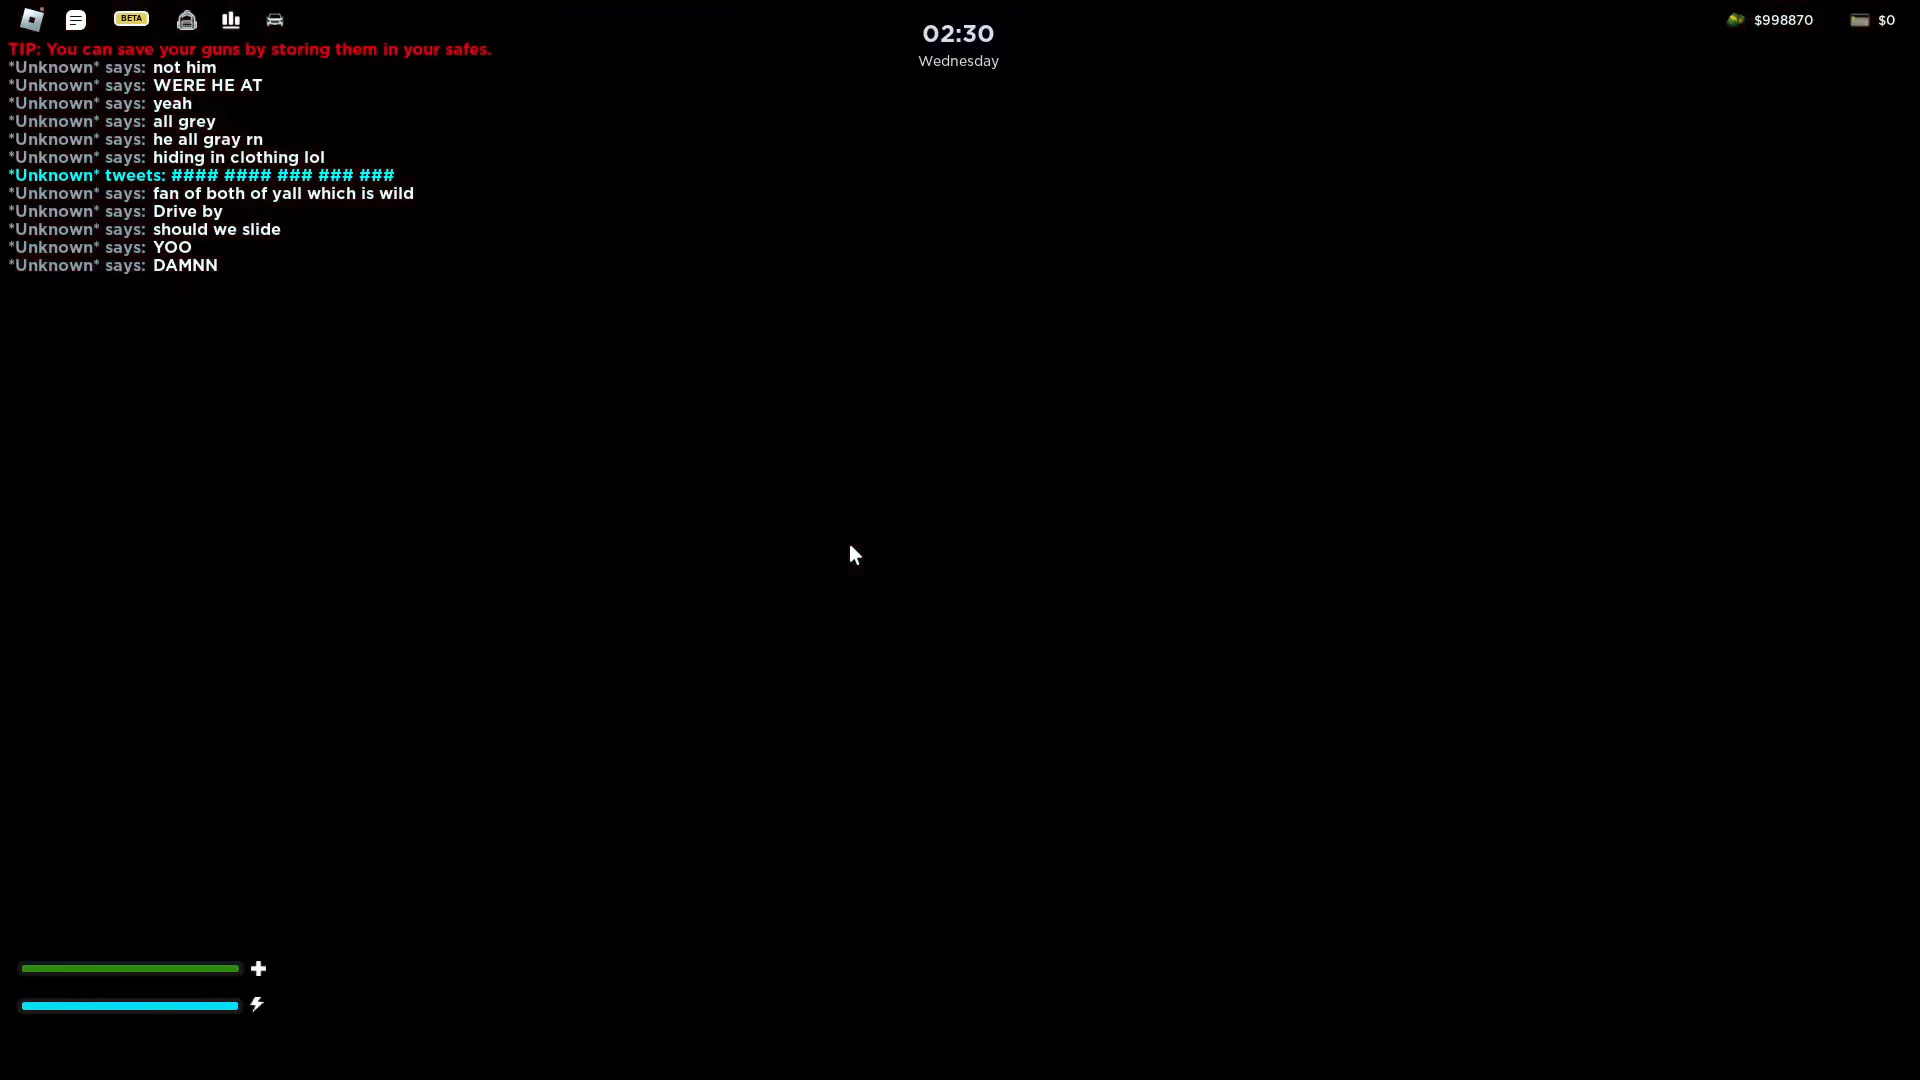 BETA
02:30
Wednesday
$998870
$0
TIP: You can save your guns by storing them in your safes.
*Unknown* says: not him
*Unknown* says: WERE HE AT
*Unknown* says: yeah
*Unknown* says: all grey
*Unknown* says: he all gray rn
*Unknown* says: hiding in clothing lol
*Unknown* tweets: #### #### ### ### ###
*Unknown* says: fan of both of yall which is wild
*Unknown* says: Drive by
*Unknown* says: should we slide
*Unknown* says: YOO
*Unknown* says: DAMNN